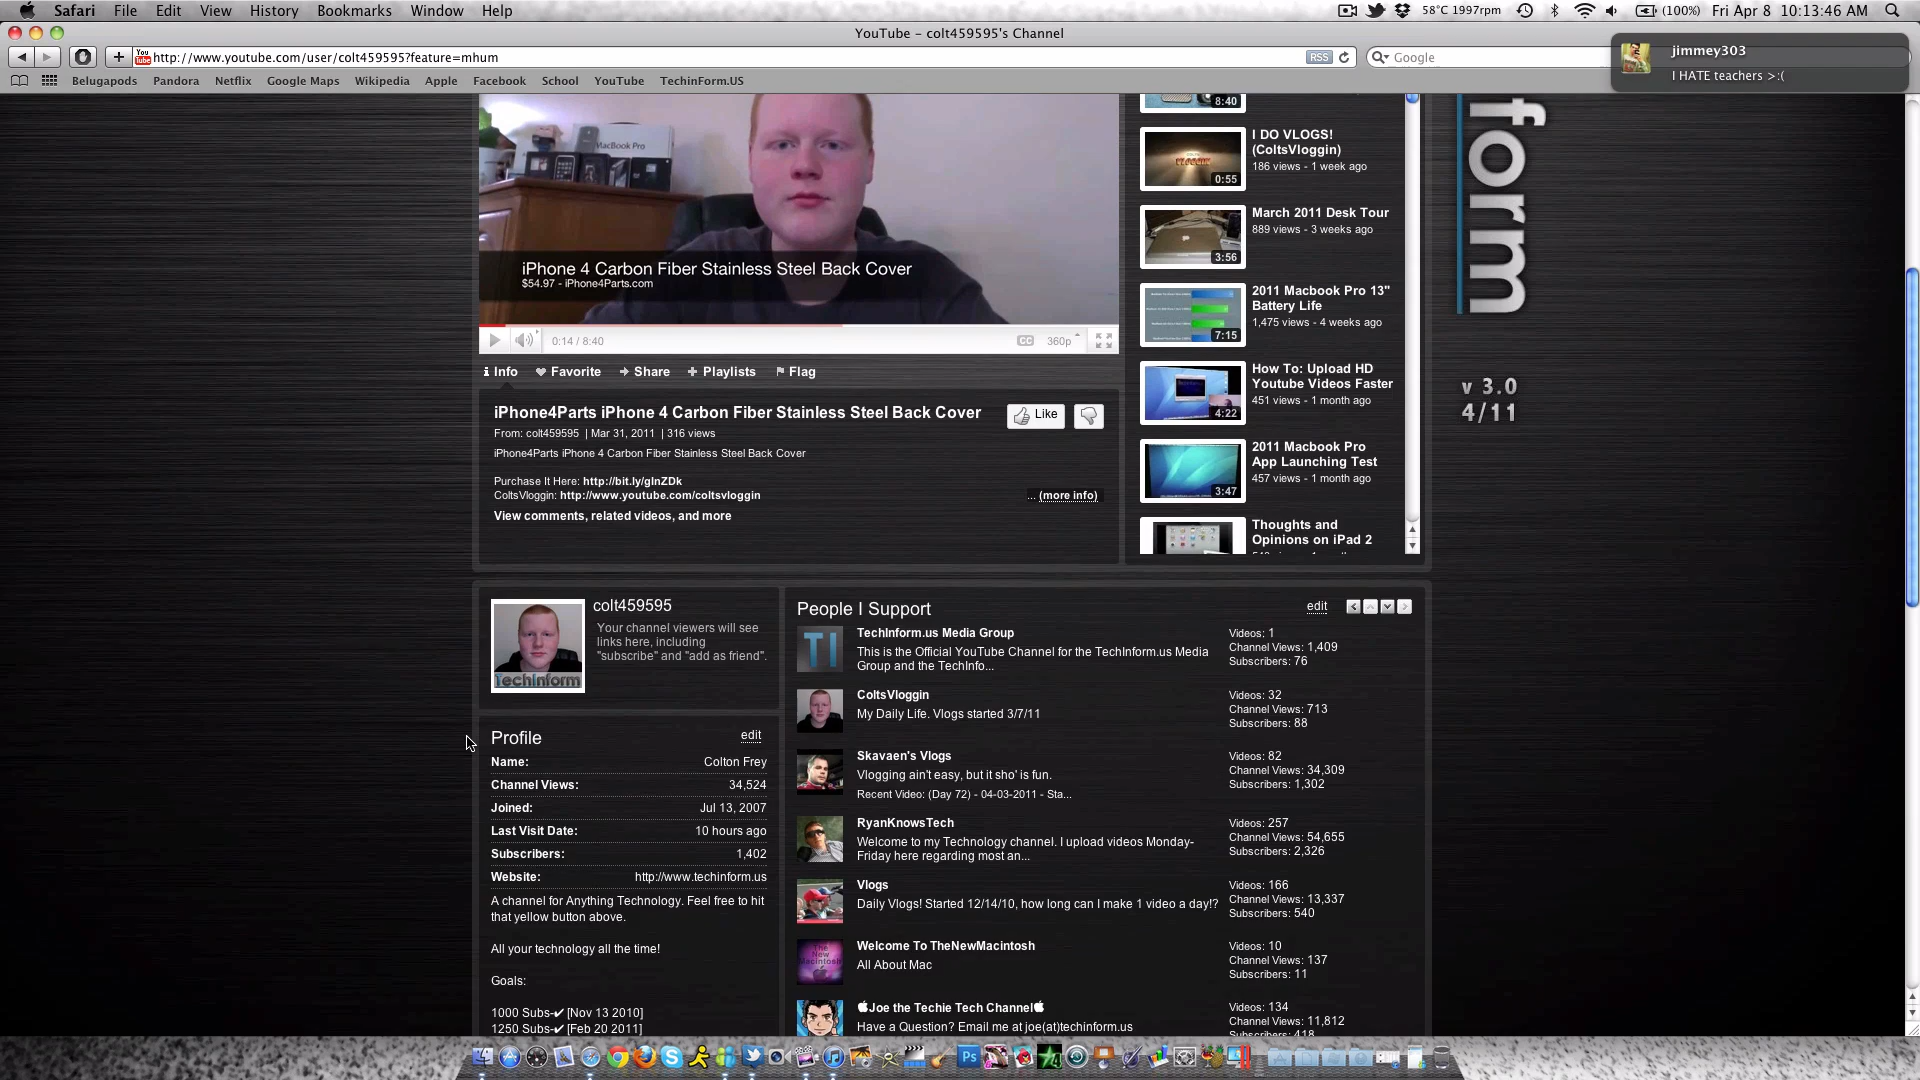 Safari File Edit View History Bookmarks Window Help
58°C 1997rpm (100%) Fri Apr 8 10:13:46 AM
YouTube – colt459595's Channel
You Tube http://www.youtube.com/user/colt459595?feature=mhum RSS Google
Belugapods Pandora Netflix Google Maps Wikipedia Apple Facebook School YouTube TechinForm.US
jimmey303
I HATE teachers >:(
MacBook Pro
iPhone 4 Carbon Fiber Stainless Steel Back Cover
$54.97 - iPhone4Parts.com
0:14 / 8:40 CC 360p
Info Favorite Share Playlists Flag
iPhone4Parts iPhone 4 Carbon Fiber Stainless Steel Back Cover
Like
From: colt459595 | Mar 31, 2011 | 316 views
iPhone4Parts iPhone 4 Carbon Fiber Stainless Steel Back Cover
Purchase It Here: http://bit.ly/gInZDk
ColtsVloggin: http://www.youtube.com/coltsvloggin
... (more info)
View comments, related videos, and more
8:40
I DO VLOGS!
(ColtsVloggin)
186 views - 1 week ago
0:55
March 2011 Desk Tour
889 views - 3 weeks ago
3:56
2011 Macbook Pro 13"
Battery Life
1,475 views - 4 weeks ago
7:15
How To: Upload HD
Youtube Videos Faster
451 views - 1 month ago
4:22
2011 Macbook Pro
App Launching Test
457 views - 1 month ago
3:47
Thoughts and
Opinions on iPad 2
form
v 3.0
4/11
colt459595
Your channel viewers will see
links here, including
"subscribe" and "add as friend".
TechInform
Profile edit
Name: Colton Frey
Channel Views: 34,524
Joined: Jul 13, 2007
Last Visit Date: 10 hours ago
Subscribers: 1,402
Website: http://www.techinform.us
A channel for Anything Technology. Feel free to hit
that yellow button above.
All your technology all the time!
Goals:
1000 Subs-✔ [Nov 13 2010]
1250 Subs-✔ [Feb 20 2011]
People I Support edit
TI
TechInform.us Media Group
This is the Official YouTube Channel for the TechInform.us Media
Group and the TechInfo...
Videos: 1
Channel Views: 1,409
Subscribers: 76
ColtsVloggin
My Daily Life. Vlogs started 3/7/11
Videos: 32
Channel Views: 713
Subscribers: 88
Skavaen's Vlogs
Vlogging ain't easy, but it sho' is fun.
Recent Video: (Day 72) - 04-03-2011 - Sta...
Videos: 82
Channel Views: 34,309
Subscribers: 1,302
RyanKnowsTech
Welcome to my Technology channel. I upload videos Monday-
Friday here regarding most an...
Videos: 257
Channel Views: 54,655
Subscribers: 2,326
Vlogs
Daily Vlogs! Started 12/14/10, how long can I make 1 video a day!?
Videos: 166
Channel Views: 13,337
Subscribers: 540
The New Macintosh
Welcome To TheNewMacintosh
All About Mac
Videos: 10
Channel Views: 137
Subscribers: 11
Joe the Techie Tech Channel
Have a Question? Email me at joe(at)techinform.us
Videos: 134
Channel Views: 11,812
Subscribers: 418
Ps